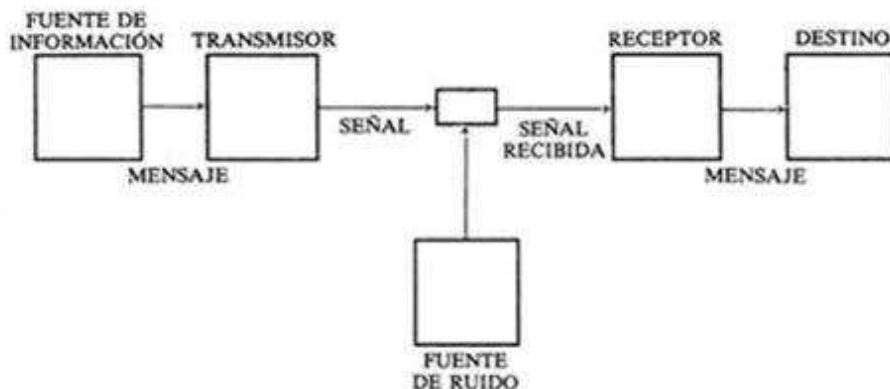 FUENTE DE
INFORMACIÓN
TRANSMISOR
RECEPTOR
DESTINO
SEÑAL
SEÑAL
RECIBIDA
MENSAJE
MENSAJE
FUENTE
DE RUIDO